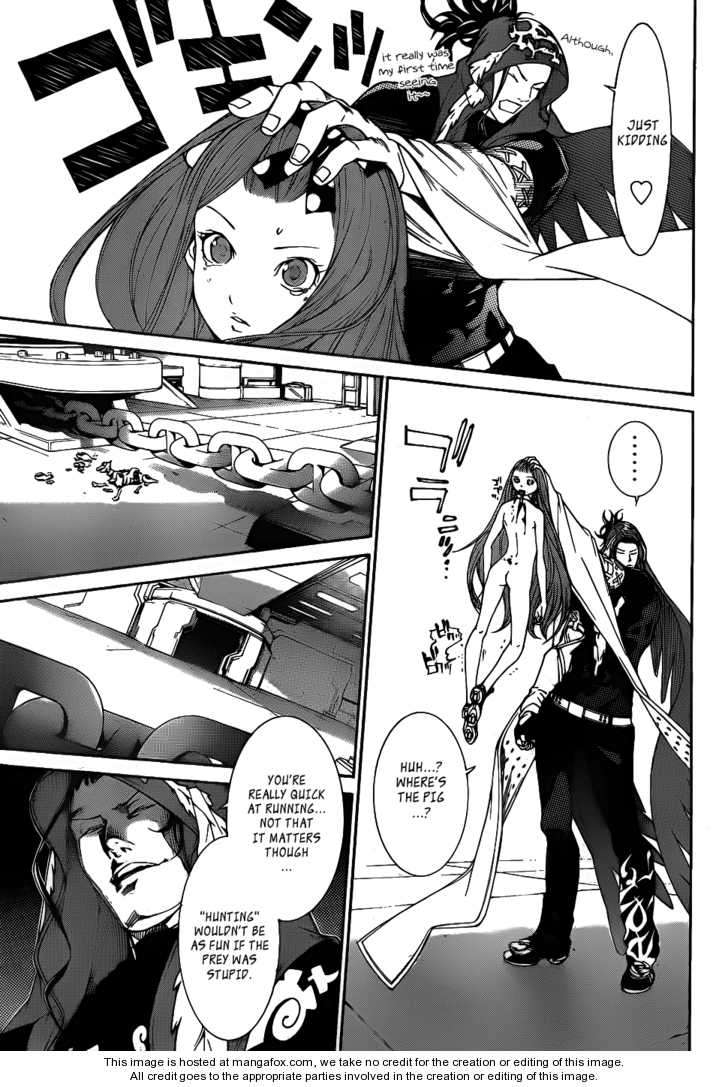 ゴキンッ
Although,
it really was
my first time
seeing
it~~
JUST
KIDDING
♡
......
ブラ…ン
HUH...?
WHERE'S
THE PIG
...?
YOU'RE
REALLY QUICK
AT RUNNING...
NOT THAT
IT MATTERS
THOUGH
...
"HUNTING"
WOULDN'T BE
AS FUN IF THE
PREY WAS
STUPID.
This image is hosted at mangafox.com, we take no credit for the creation or editing of this image.
All credit goes to the appropriate parties involved in the creation or editing of this image.